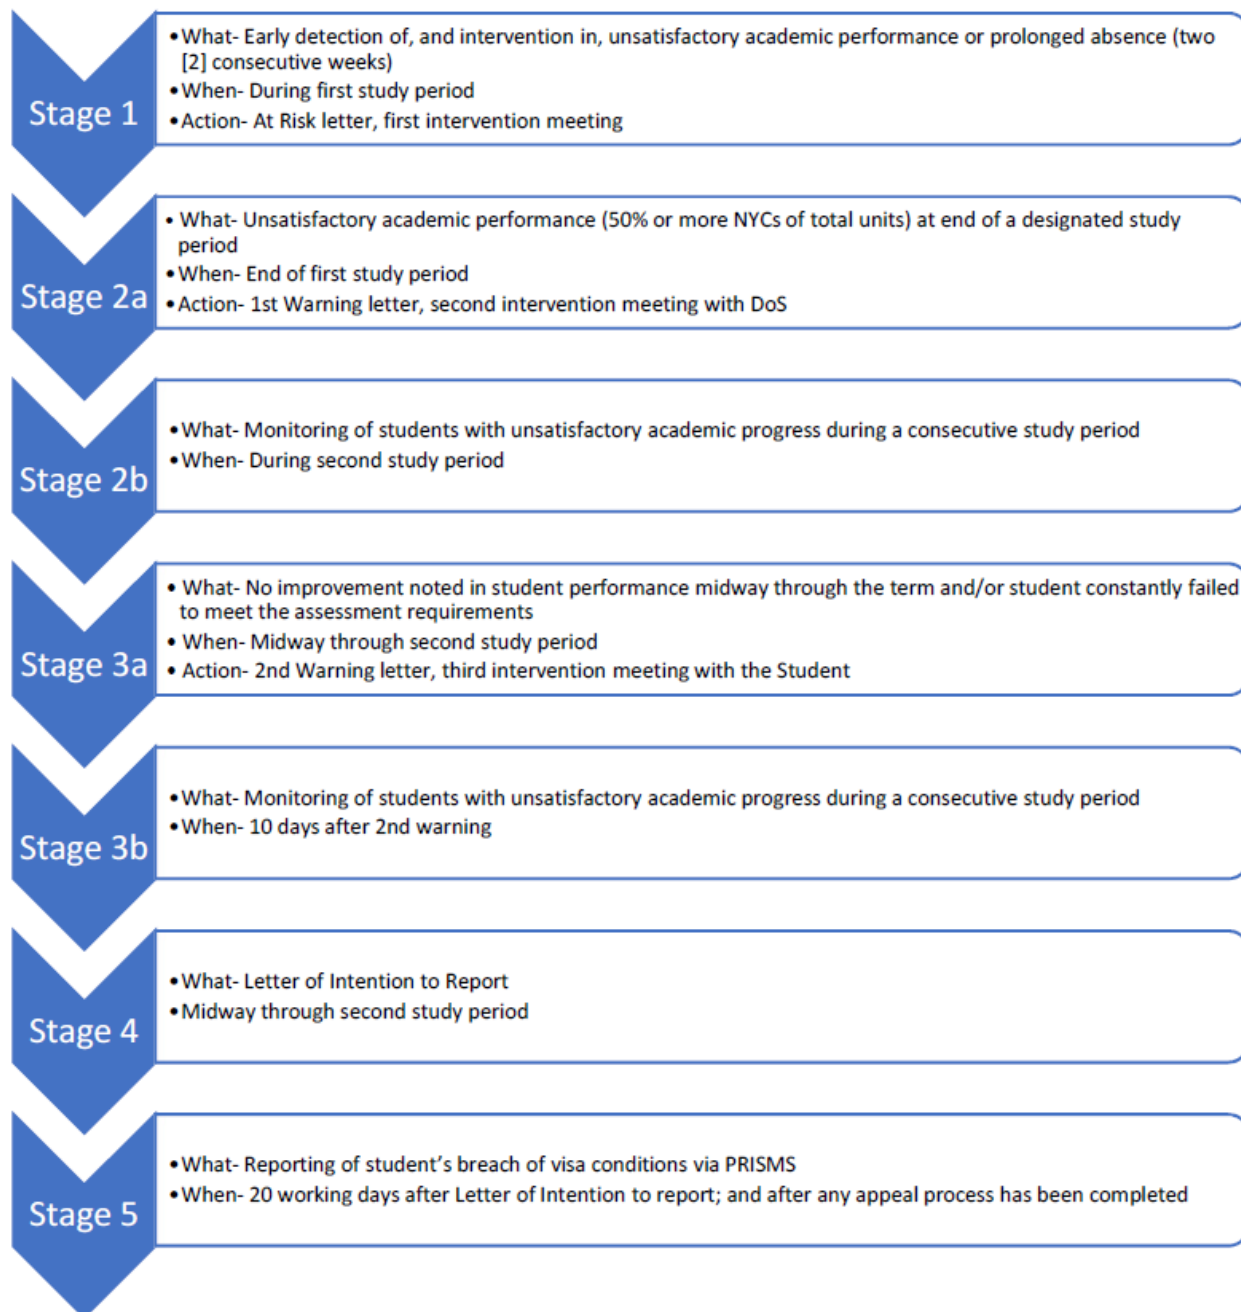 Stage 1
•What- Early detection of, and intervention in, unsatisfactory academic performance or prolonged absence (two
[2] consecutive weeks)
•When- During first study period
•Action- At Risk letter, first intervention meeting
Stage 2a
• What- Unsatisfactory academic performance (50% or more NYCs of total units) at end of a designated study
period
•When- End of first study period
•Action- 1st Warning letter, second intervention meeting with DoS
Stage 2b
•What- Monitoring of students with unsatisfactory academic progress during a consecutive study period
•When- During second study period
Stage 3a
• What- No improvement noted in student performance midway through the term and/or student constantly failed
to meet the assessment requirements
• When- Midway through second study period
• Action- 2nd Warning letter, third intervention meeting with the Student
Stage 3b
•What- Monitoring of students with unsatisfactory academic progress during a consecutive study period
•When- 10 days after 2nd warning
Stage 4
•What- Letter of Intention to Report
•Midway through second study period
Stage 5
•What- Reporting of student's breach of visa conditions via PRISMS
•When- 20 working days after Letter of Intention to report; and after any appeal process has been completed